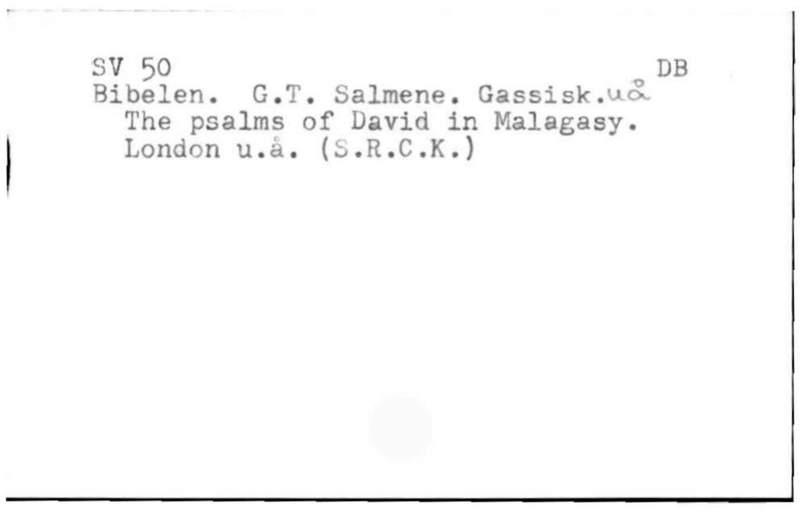 SV 50 DB
Bibelen. G.T. Salmene. Gassisk.uå
The psalms of David in Malagasy.
London u.å. (S.R.C.K.)